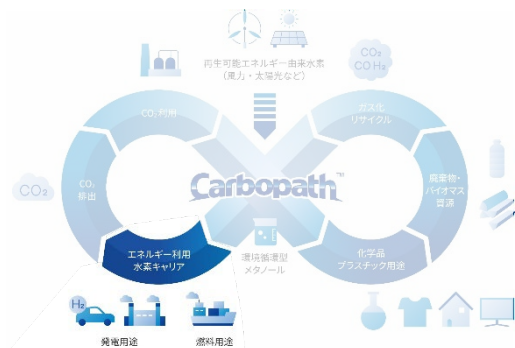 CO₂
CO H₂
再生可能エネルギー由来水素
(風力・太陽光など)
CO₂利用
ガス化
リサイクル
Carbopath™
CO₂
CO₂
排出
廃棄物・
バイオマス
資源
エネルギー利用
水素キャリア
環境循環型
メタノール
化学品
プラスチック用途
H₂
発電用途
燃料用途